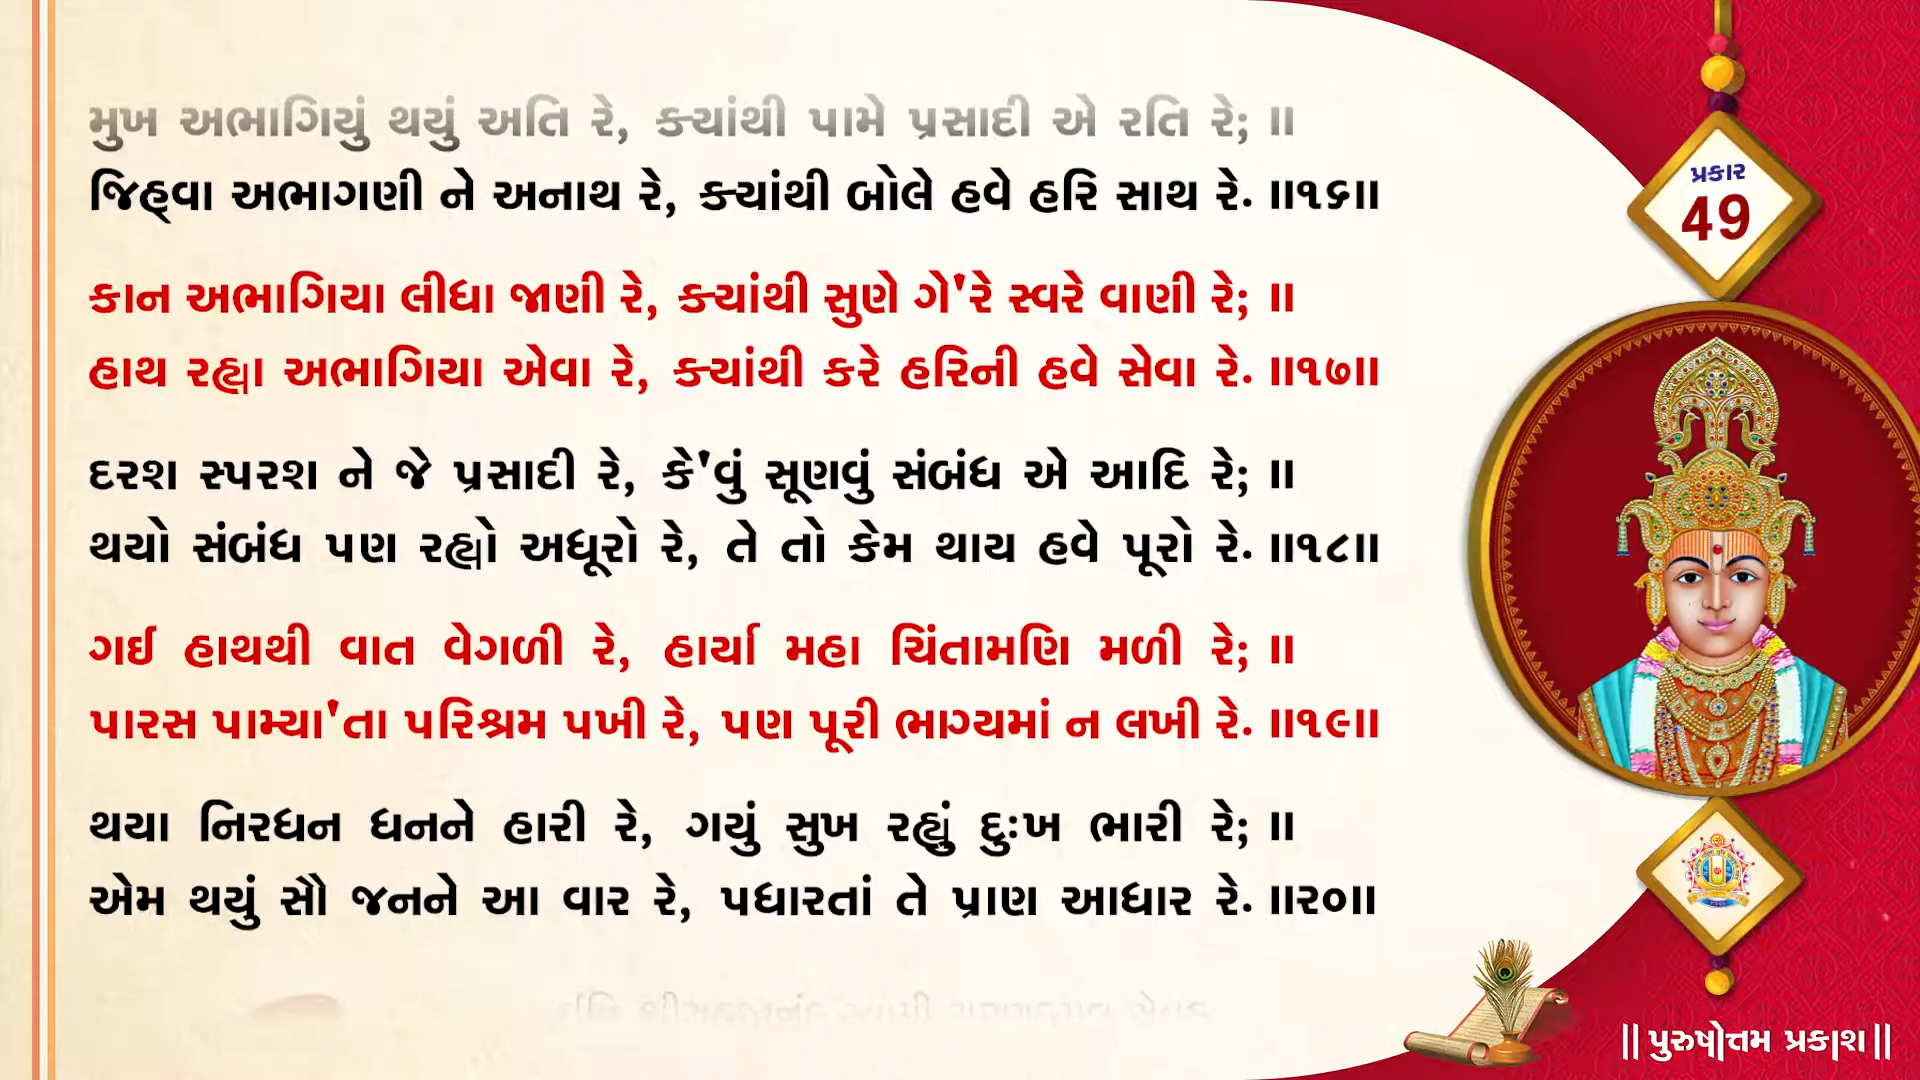 મુખ અભાગિયું થયું અતિ રે, ક્યાંથી પામે પ્રસાદી એ રતિ રે; ॥
જિહ્વા અભાગણી ને અનાથ રે, ક્યાંથી બોલે હવે હરિ સાથ રે. ॥૧૬॥
કાન અભાગિયા લીધા જાણી રે, ક્યાંથી સુણે ગે'રે સ્વરે વાણી રે; ॥
હાથ રહ્યા અભાગિયા એવા રે, ક્યાંથી કરે હરિની હવે સેવા રે. ॥૧૭॥
દરશ સ્પરશ ને જે પ્રસાદી રે, કે'વું સૂણવું સંબંધ એ આદિ રે; ॥
થયો સંબંધ પણ રહ્યો અધૂરો રે, તે તો કેમ થાય હવે પૂરો રે. ॥૧૮॥
ગઈ હાથથી વાત વેગળી રે, હાર્યા મહા ચિંતામણિ મળી રે; ॥
પારસ પામ્યા'તા પરિશ્રમ પખી રે, પણ પૂરી ભાગ્યમાં ન લખી રે. ॥૧૯॥
થયા નિરધન ધનને હારી રે, ગયું સુખ રહ્યું દુઃખ ભારી રે; ॥
એમ થયું સૌ જનને આ વાર રે, પધારતાં તે પ્રાણ આધાર રે. ॥૨૦॥
પ્રકાર
49
॥ પુરુષોત્તમ પ્રકાશ ॥